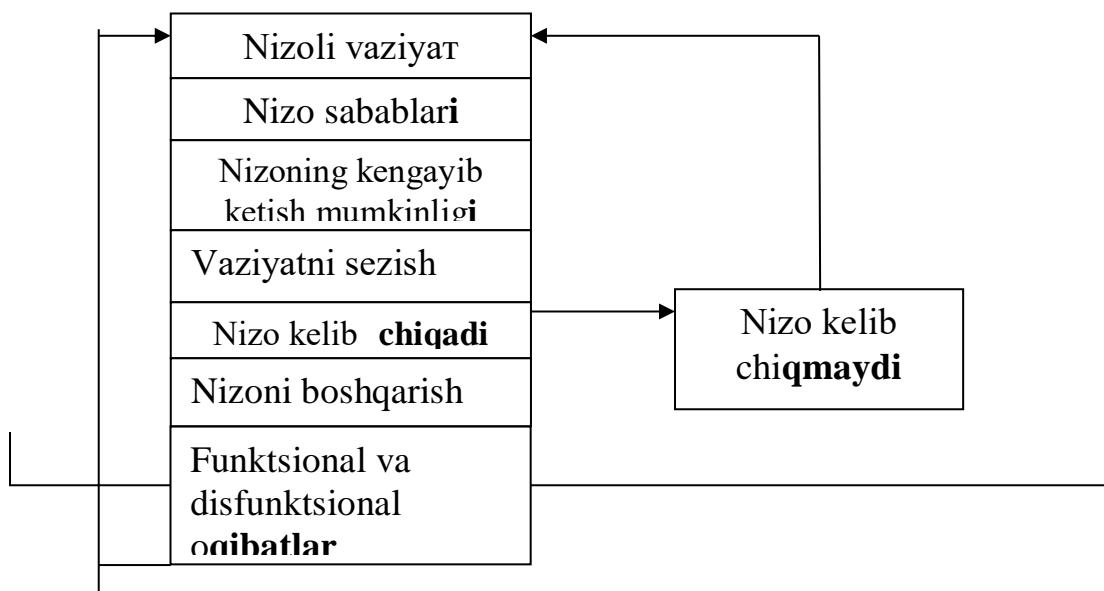 Nizoli vaziyat
Nizo sabablari
Nizoning kengayib
ketish mumkinligi
Vaziyatni sezish
Nizo kelib chiqadi
Nizoni boshqarish
Funktsional va
disfunktsional
oqibatlar
Nizo kelib
chiqmaydi